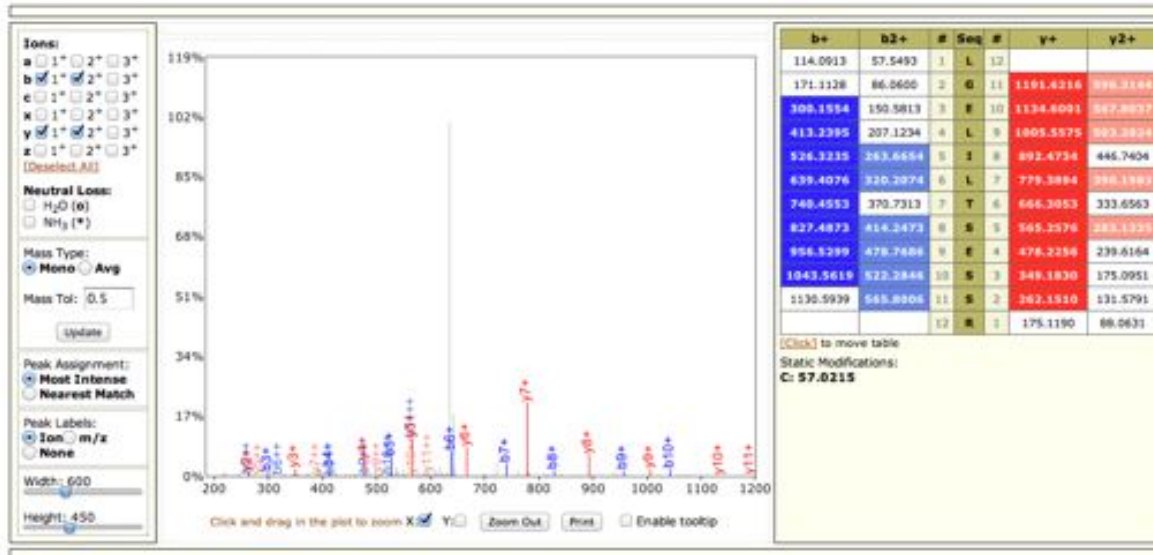 Ions:
a 1+ 2+ 3+
b 1+ 2+ 3+
c 1+ 2+ 3+
x 1+ 2+ 3+
y 1+ 2+ 3+
z 1+ 2+ 3+
[Deselect All]
Neutral Loss:
H2O (o)
NH3 (*)
Mass Type:
Mono Avg
Mass Tol: 0.5
Update
Peak Assignment:
Most Intense
Nearest Match
Peak Labels:
Ion m/z
None
Width: 600
Height: 450
119%
102%
85%
68%
51%
34%
17%
0%
200 300 400 500 600 700 800 900 1000 1100 1200
y2+ b3+ y3+ b4+ b5+ b6+ y6+ b7+ y7+ b8+ y8+ b9+ y9+ b10+ y10+ y11+
Click and drag in the plot to zoom X: Y: Zoom Out Print Enable tooltip
b+ b2+ # Seq # y+ y2+
114.0913 57.5493 1 L 12
171.1128 86.0600 2 G 11 1191.6216
300.1554 150.5813 3 E 10 1134.6001
413.2395 207.1234 4 L 9 1005.5575
526.3235 263.6654 5 I 8 892.4734 446.7404
639.4076 320.2074 6 L 7 779.3894
740.4553 370.7313 7 T 6 666.3053 333.6563
827.4873 414.2473 8 S 5 565.2576
956.5299 478.7686 9 E 4 478.2256 239.6164
1043.5619 522.2846 10 S 3 349.1830 175.0951
1130.5939 565.8006 11 S 2 262.1510 131.5791
12 R 1 175.1190 88.0631
[Click] to move table
Static Modifications:
C: 57.0215